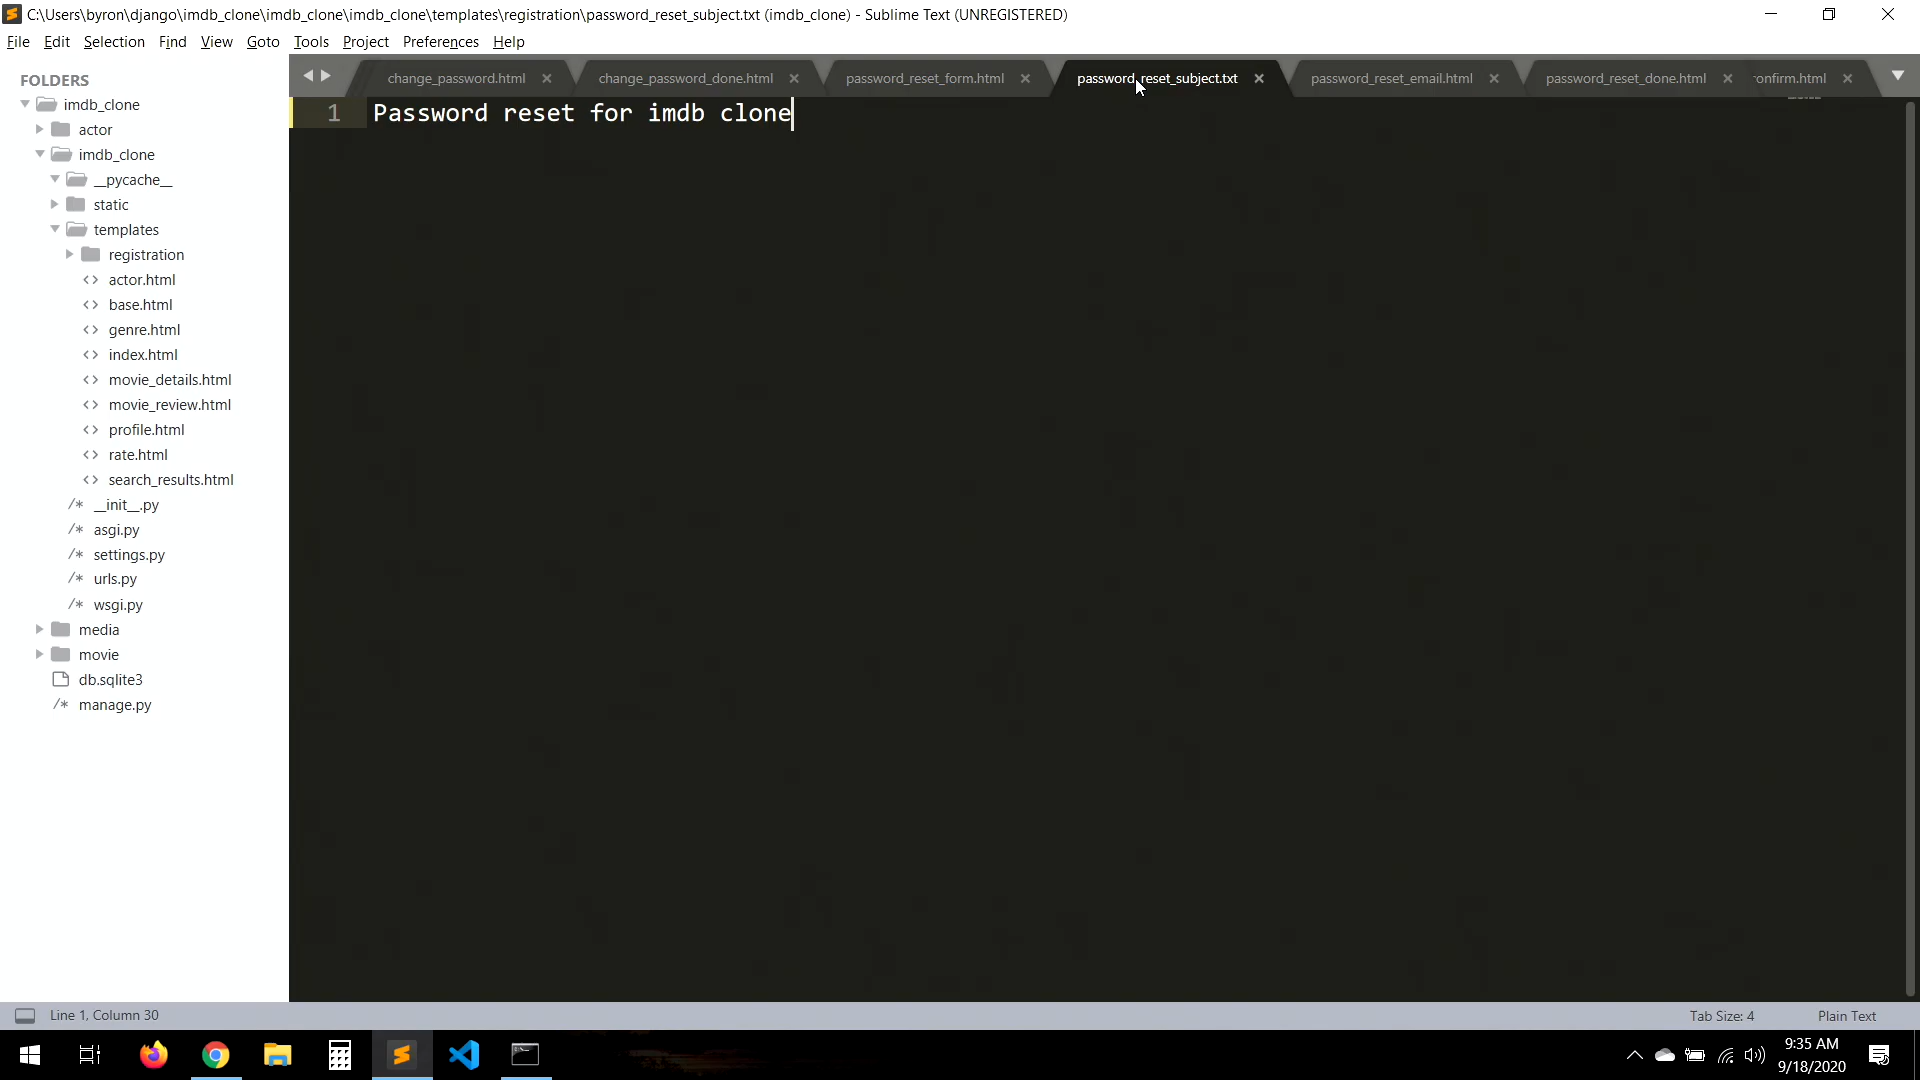 C:\Users\byron\django\imdb_clone\imdb_clone\imdb_clone\templates\registration\password_reset_subject.txt (imdb_clone) - Sublime Text (UNREGISTERED)
File Edit Selection Find View Goto Tools Project Preferences Help
FOLDERS
change_password.html change_password_done.html password_reset_form.html password_reset_subject.txt password_reset_email.html password_reset_done.html onfirm.html
imdb_clone
1 Password reset for imdb clone
actor
imdb_clone
__pycache__
static
templates
registration
actor.html
base.html
genre.html
index.html
movie_details.html
movie_review.html
profile.html
rate.html
search_results.html
__init__.py
asgi.py
settings.py
urls.py
wsgi.py
media
movie
db.sqlite3
manage.py
Line 1, Column 30 Tab Size: 4 Plain Text
9:35 AM
9/18/2020